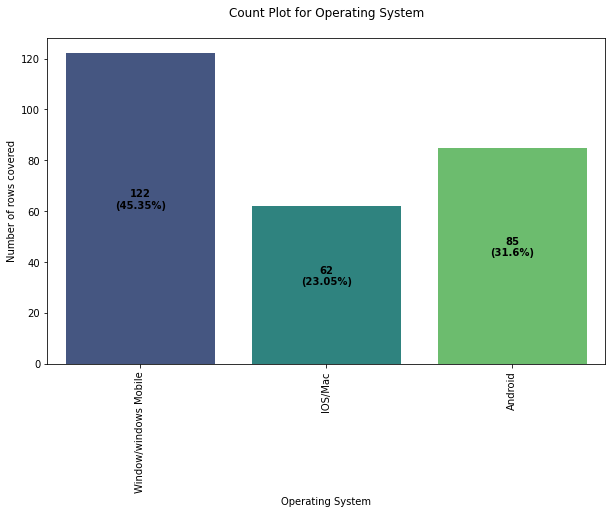 Count Plot for Operating System
Number of rows covered
120
100
80
60
40
20
0
122
(45.35%)
62
(23.05%)
85
(31.6%)
Window/windows Mobile
IOS/Mac
Android
Operating System